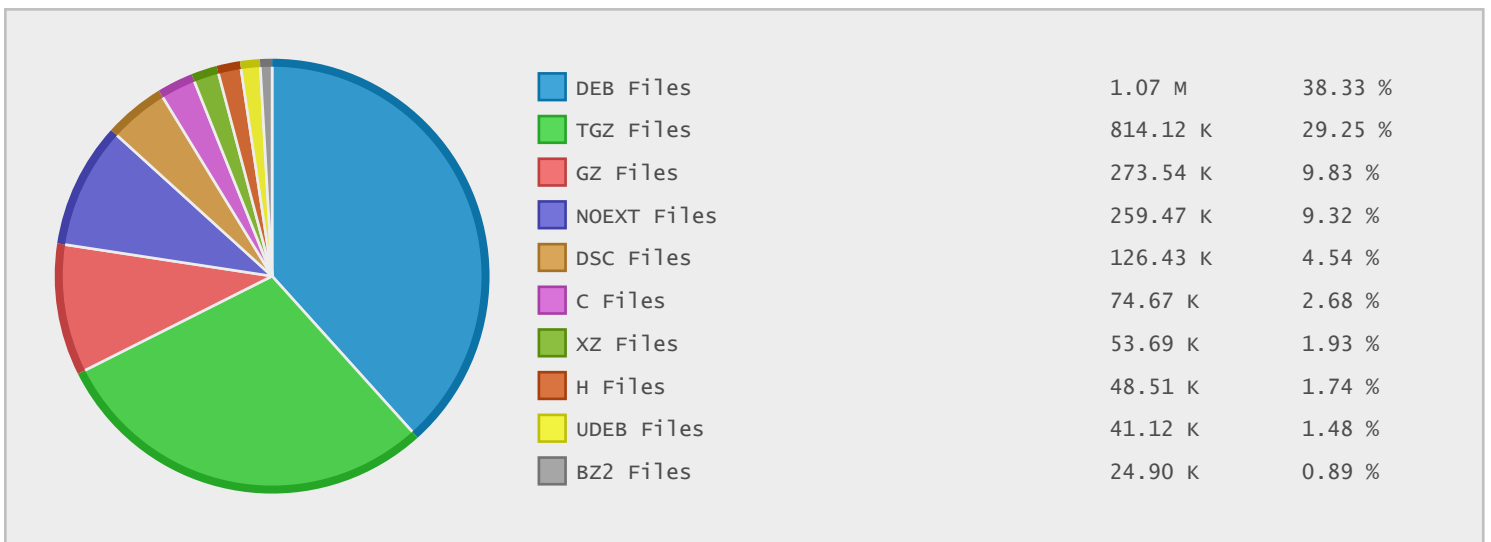 DEB Files 1.07 M 38.33 %
TGZ Files 814.12 K 29.25 %
GZ Files 273.54 K 9.83 %
NOEXT Files 259.47 K 9.32 %
DSC Files 126.43 K 4.54 %
C Files 74.67 K 2.68 %
XZ Files 53.69 K 1.93 %
H Files 48.51 K 1.74 %
UDEB Files 41.12 K 1.48 %
BZ2 Files 24.90 K 0.89 %